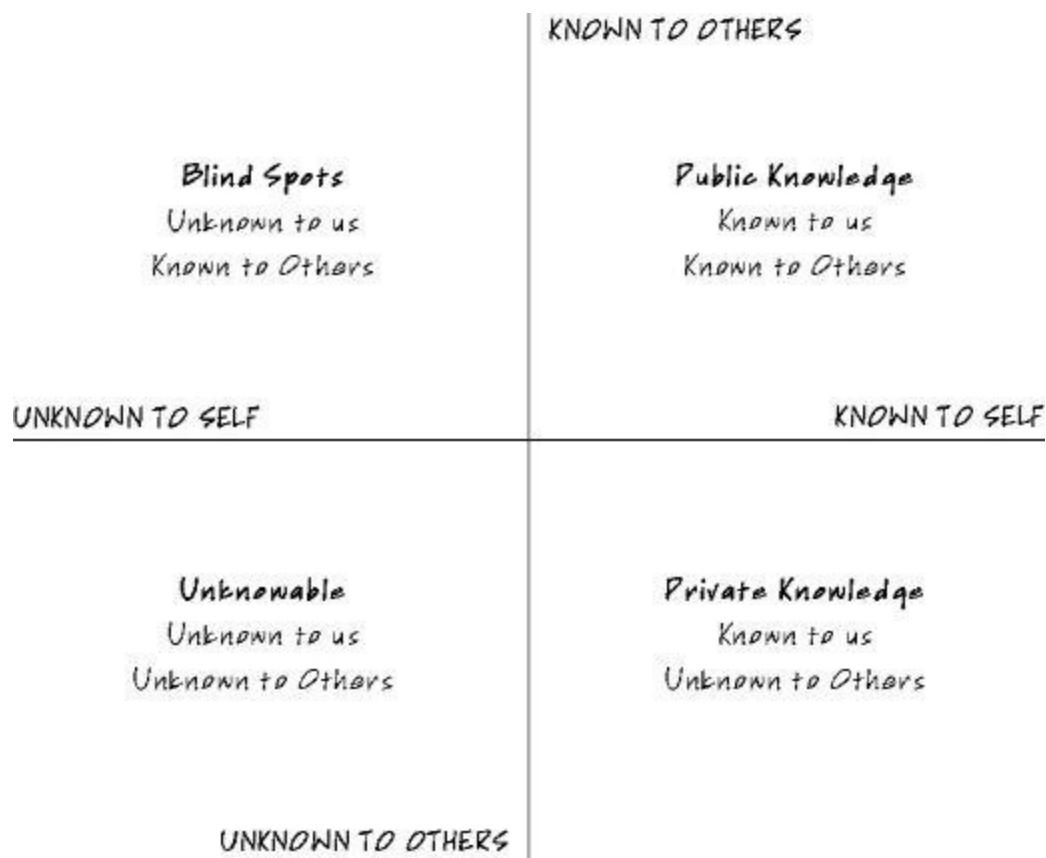 KNOWN TO OTHERS
Blind Spots
Unknown to us
Known to Others
Public Knowledge
Known to us
Known to Others
UNKNOWN TO SELF
KNOWN TO SELF
Unknowable
Unknown to us
Unknown to Others
Private Knowledge
Known to us
Unknown to Others
UNKNOWN TO OTHERS